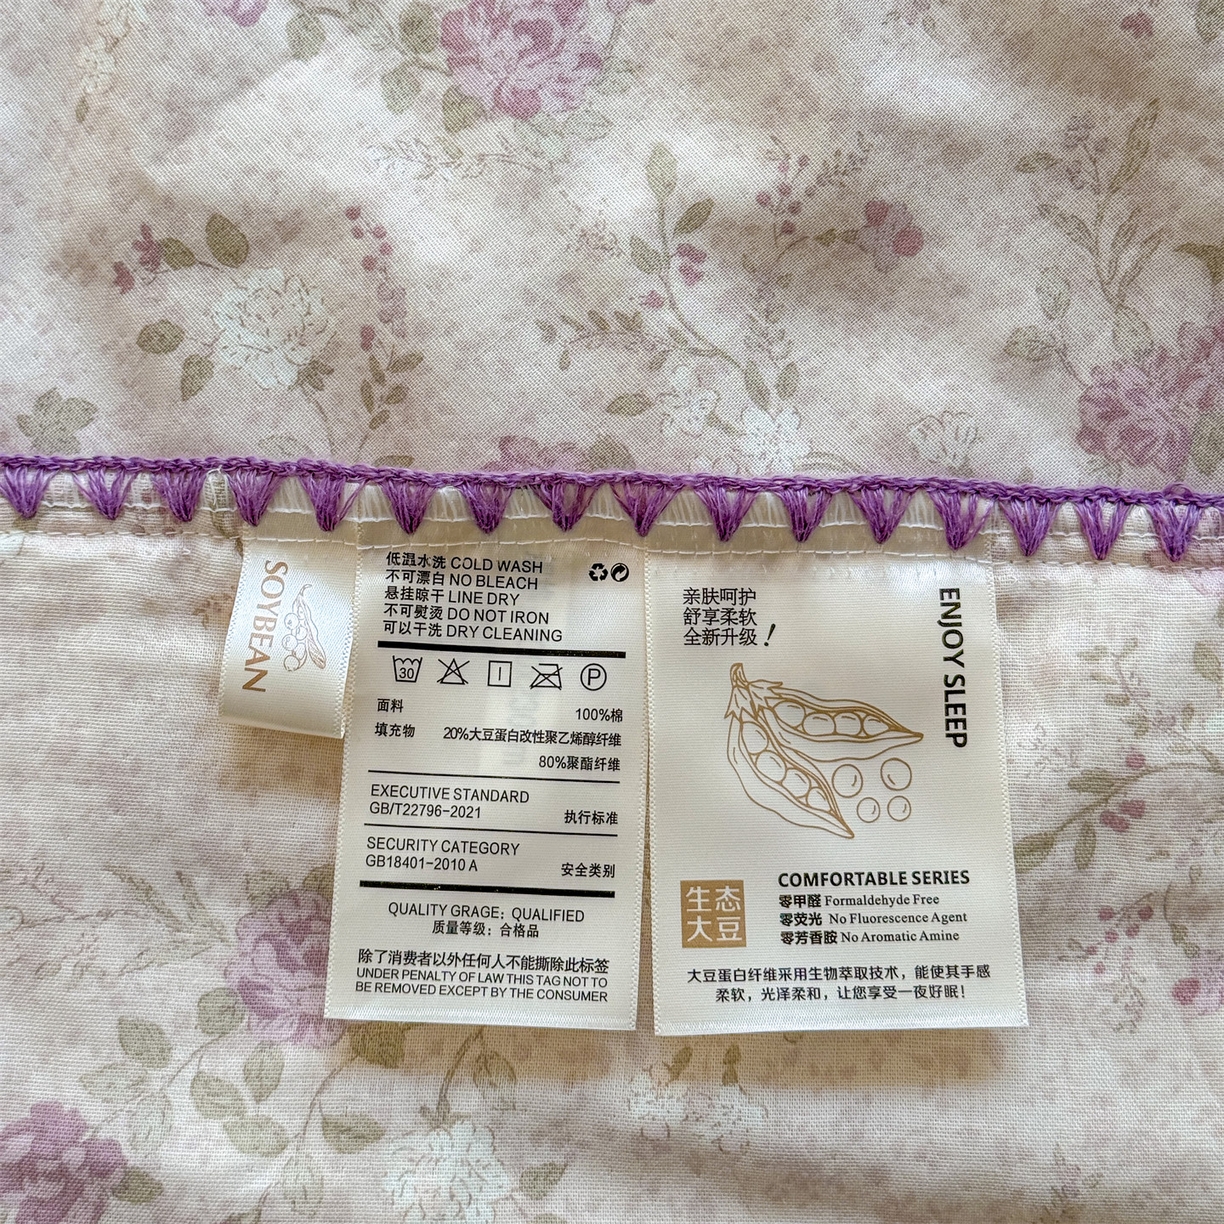 SOYBEAN
低温水洗 COLD WASH
不可漂白 NO BLEACH
悬挂晾干 LINE DRY
不可熨烫 DO NOT IRON
可以干洗 DRY CLEANING
30
P
面料 100%棉
填充物 20%大豆蛋白改性聚乙烯醇纤维
80%聚酯纤维
EXECUTIVE STANDARD
GB/T22796-2021 执行标准
SECURITY CATEGORY
GB18401-2010 A 安全类别
QUALITY GRAGE: QUALIFIED
质量等级: 合格品
除了消费者以外任何人不能撕除此标签
UNDER PENALTY OF LAW THIS TAG NOT TO
BE REMOVED EXCEPT BY THE CONSUMER
亲肤呵护
舒享柔软
全新升级!
ENJOY SLEEP
生态
大豆
COMFORTABLE SERIES
零甲醛 Formaldehyde Free
零荧光 No Fluorescence Agent
零芳香胺 No Aromatic Amine
大豆蛋白纤维采用生物萃取技术，能使其手感
柔软，光泽柔和，让您享受一夜好眠！